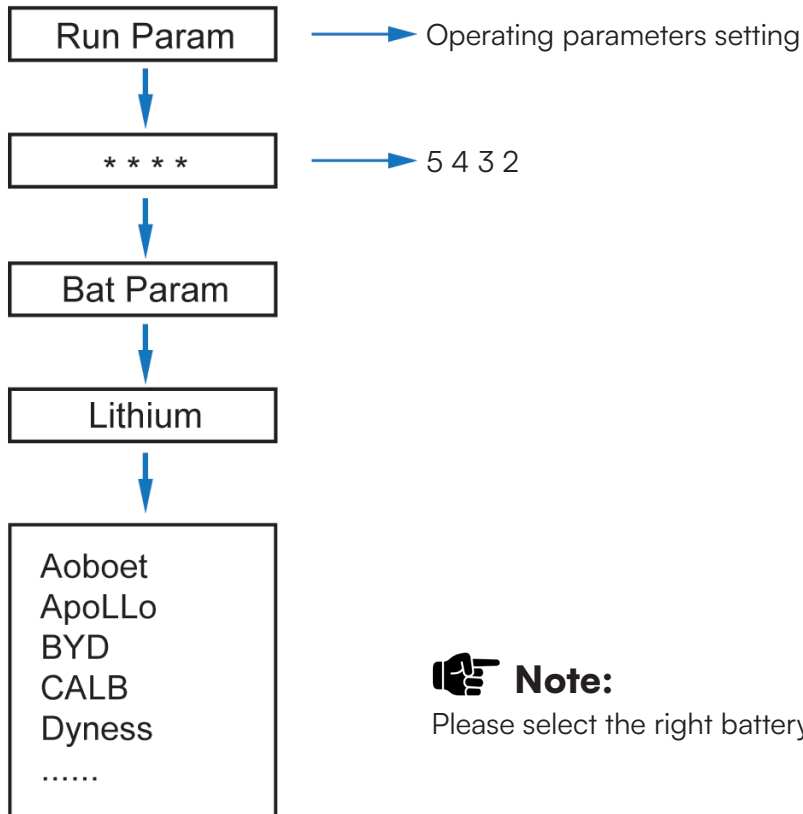 Run Param
Operating parameters setting
* * * *
5 4 3 2
Bat Param
Lithium
Aoboet
ApoLLo
BYD
CALB
Dyness
......
Note:
Please select the right battery